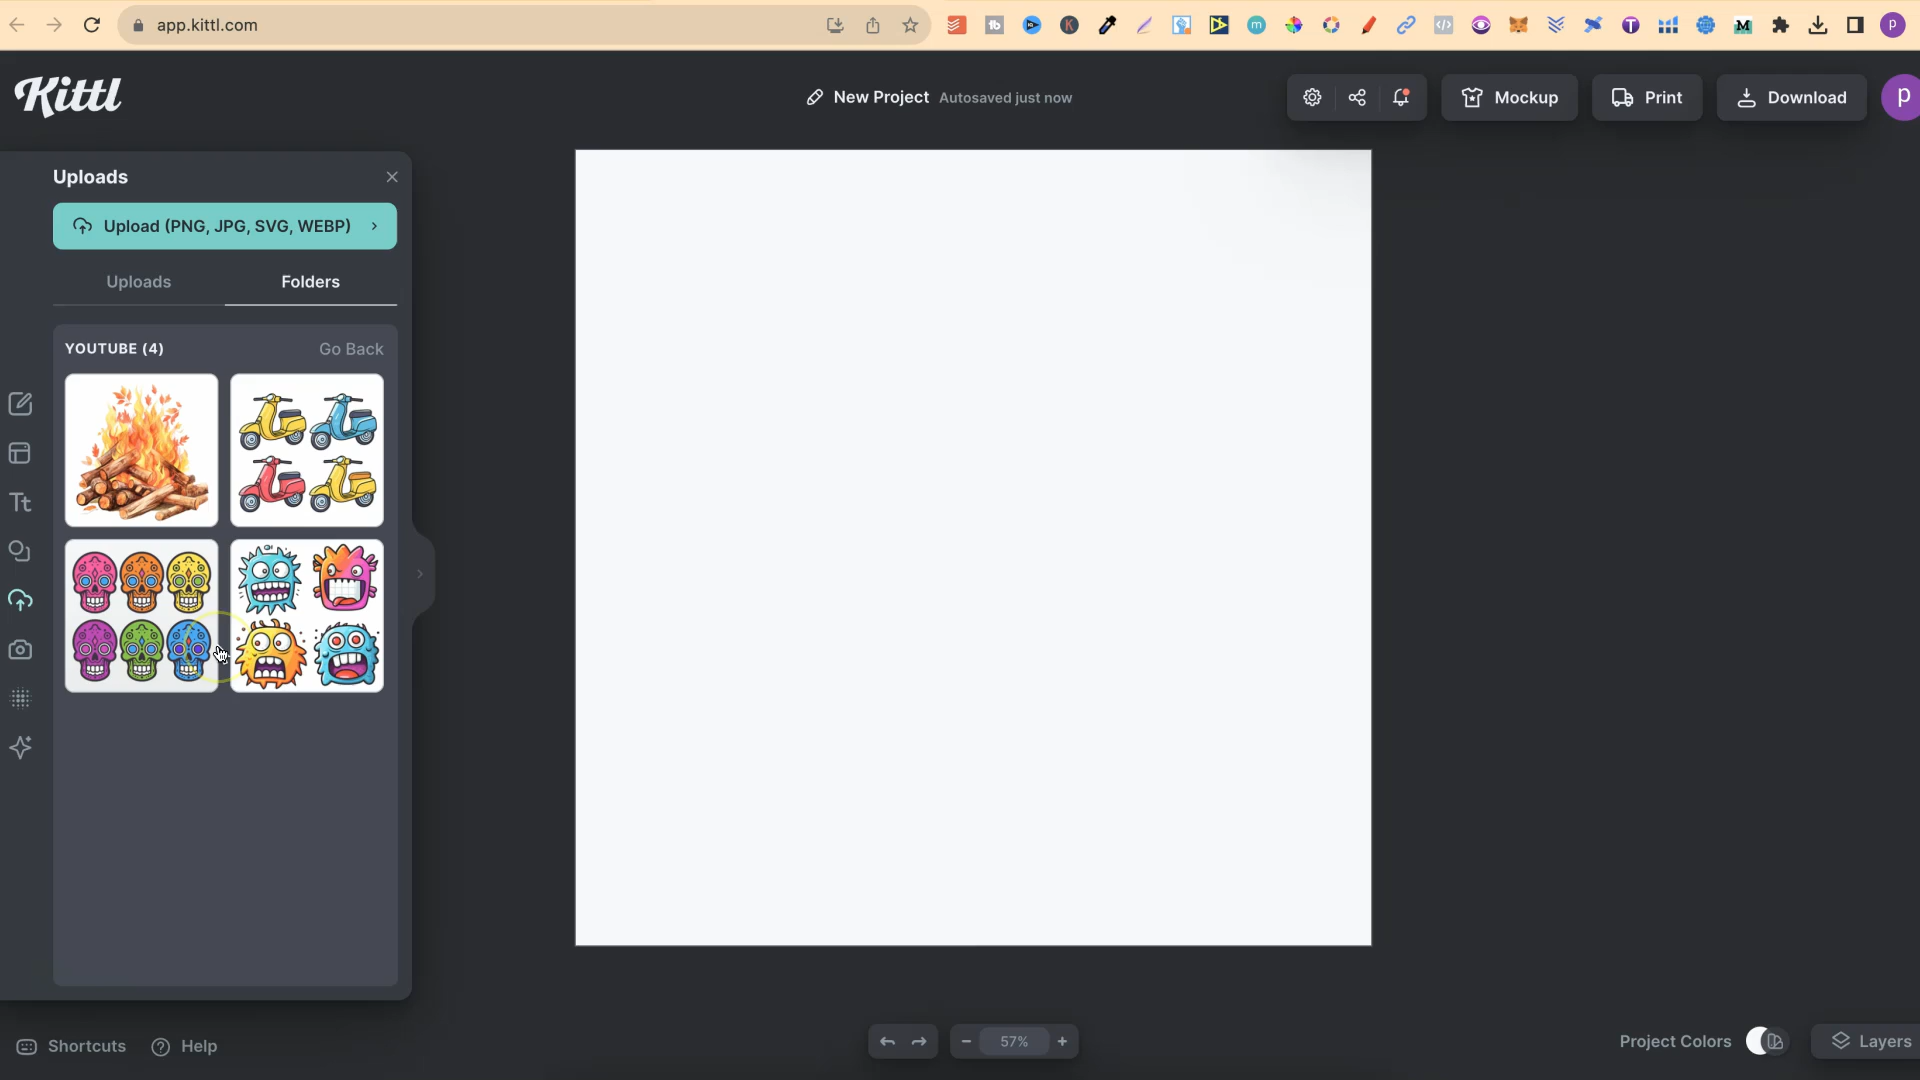 app.kittl.com
Kittl
New Project Autosaved just now
Mockup
Print
Download
P
Uploads
Upload (PNG, JPG, SVG, WEBP)
Uploads
Folders
YOUTUBE (4)
Go Back
Tt
Shortcuts
Help
57%
Project Colors
Layers